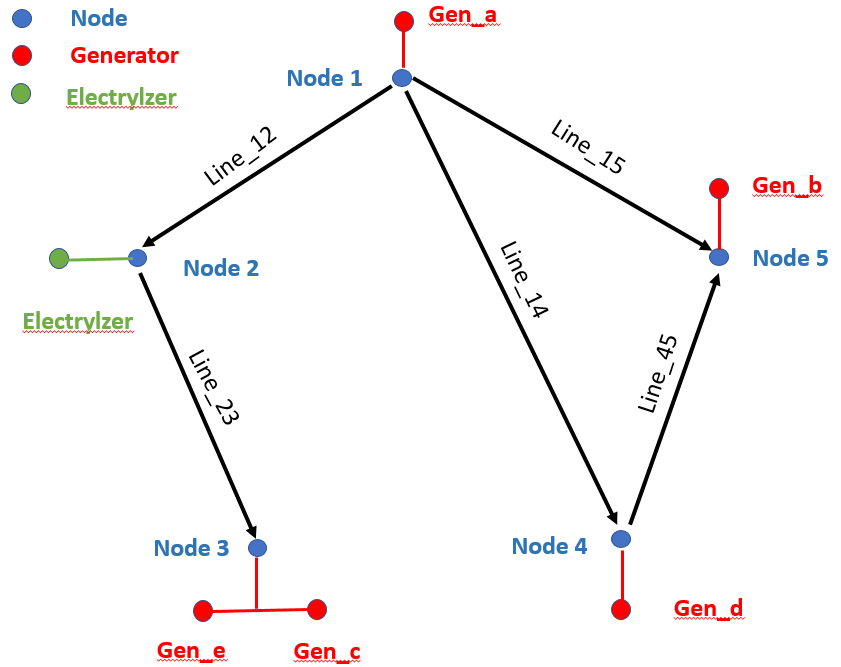 Node
Generator
Electrylzer
Gen_a
Node 1
Line_12
Line_15
Gen_b
Node 2
Node 5
Line_14
Electrylzer
Line_23
Line_45
Node 3
Node 4
Gen_d
Gen_e
Gen_c